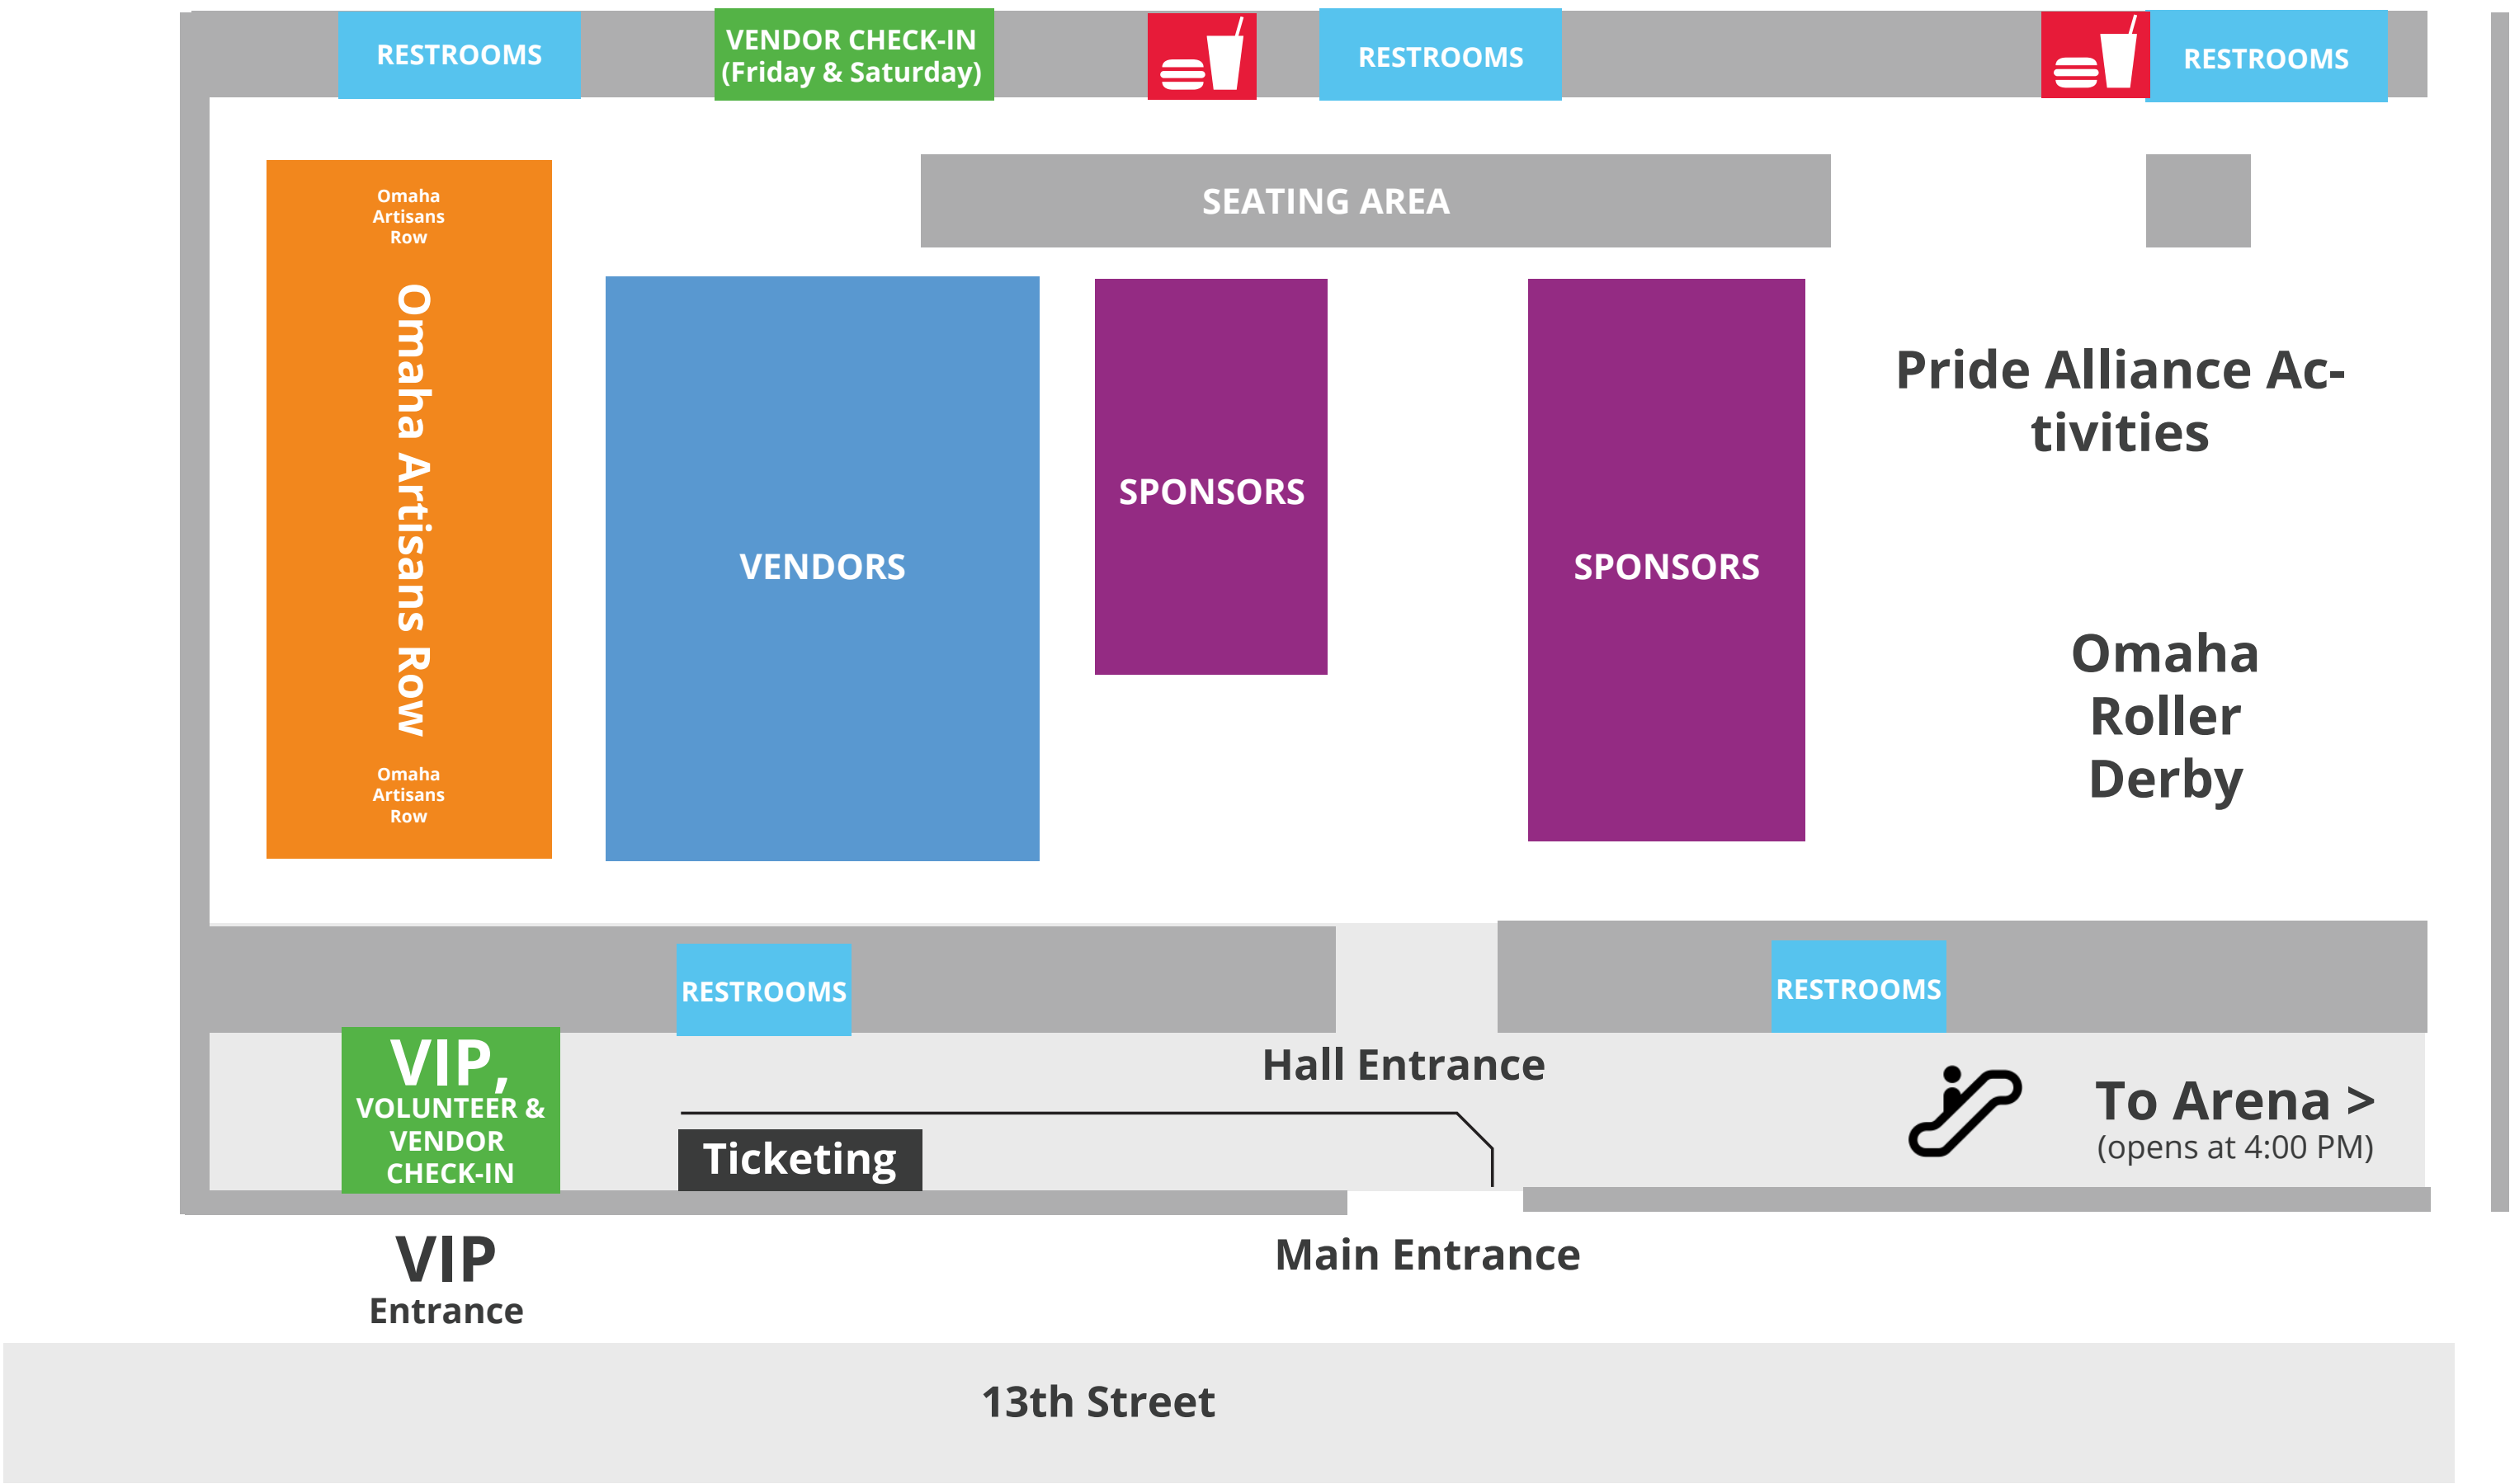 RESTROOMS
VENDOR CHECK-IN
(Friday & Saturday)
RESTROOMS
RESTROOMS
SEATING AREA
Omaha
Artisans
Row
Omaha Artisans Row
Omaha
Artisans
Row
VENDORS
SPONSORS
SPONSORS
Pride Alliance Ac-
tivities
Omaha
Roller
Derby
RESTROOMS
RESTROOMS
VIP,
VOLUNTEER &
VENDOR
CHECK-IN
Hall Entrance
Ticketing
To Arena >
(opens at 4:00 PM)
VIP
Entrance
Main Entrance
13th Street